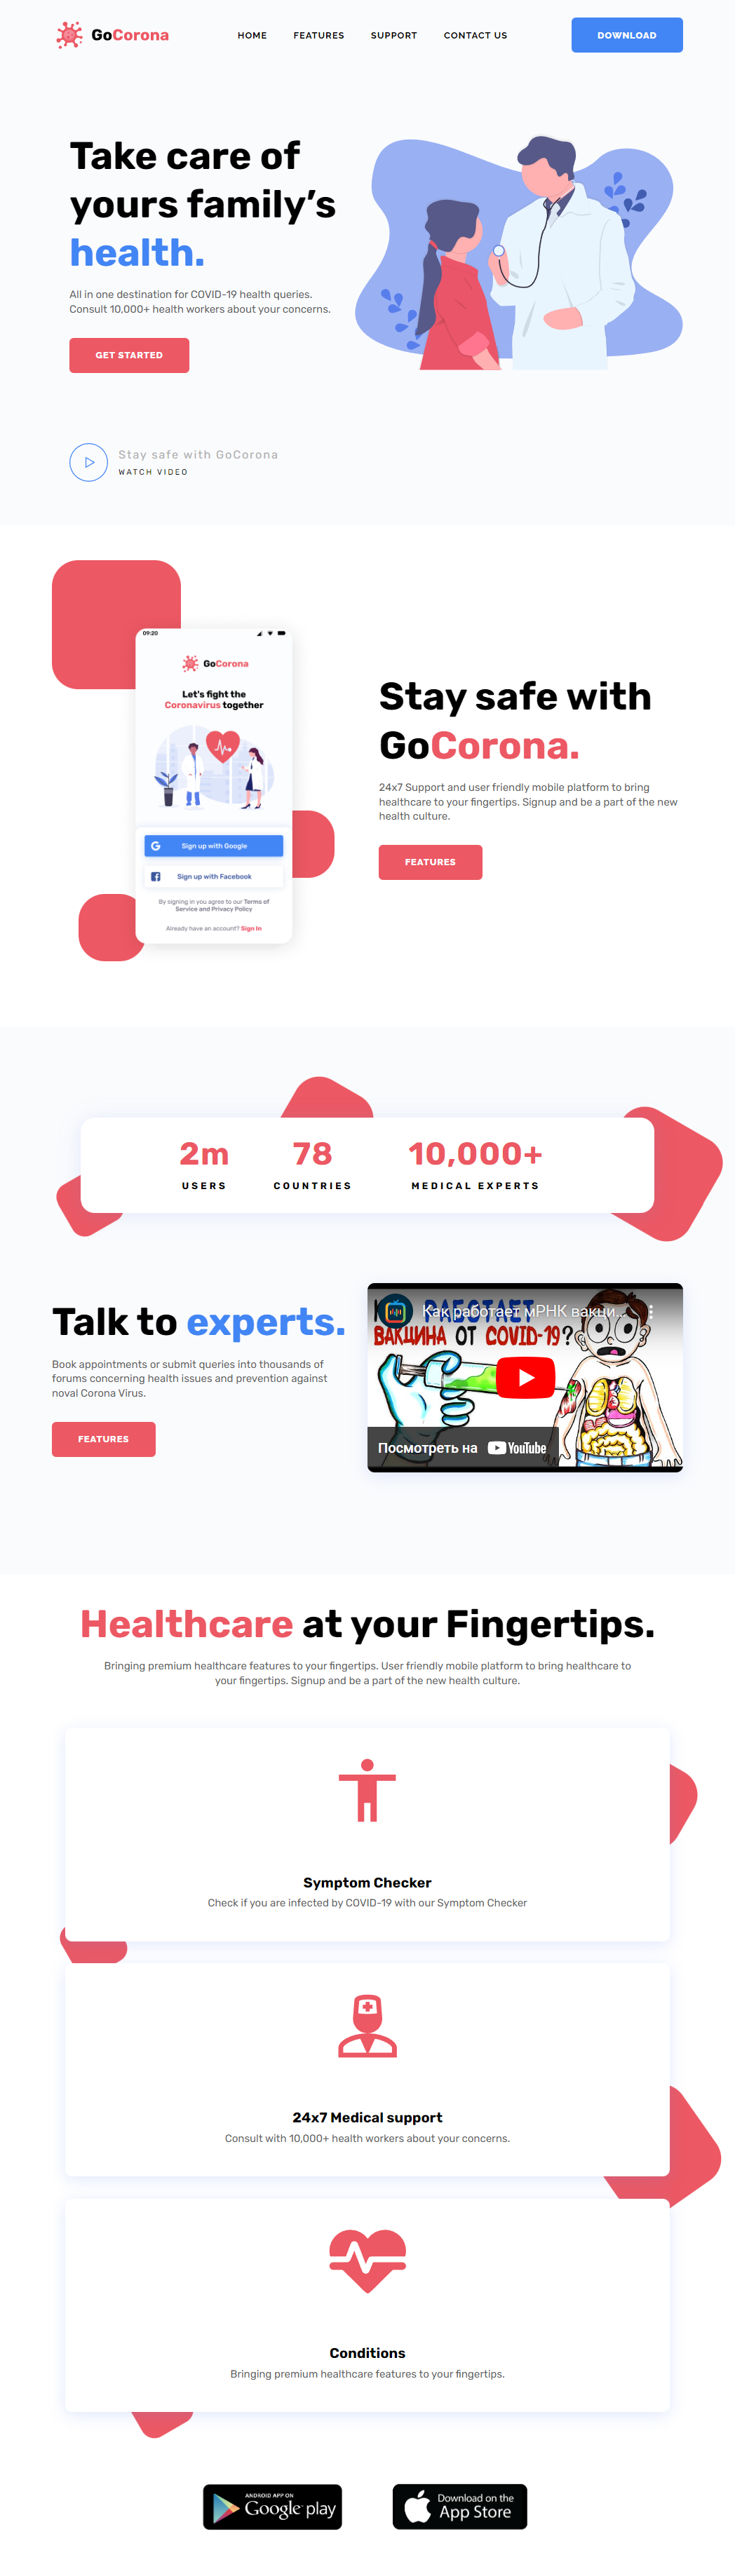 GoCorona
HOME
FEATURES
SUPPORT
CONTACT US
DOWNLOAD
Take care of
yours family’s
health.
All in one destination for COVID-19 health queries.
Consult 10,000+ health workers about your concerns.
GET STARTED
Stay safe with GoCorona
WATCH VIDEO
09:20
GoCorona
Let's fight the
Coronavirus together
Sign up with Google
Sign up with Facebook
By signing in you agree to our Terms of
Service and Privacy Policy
Already have an account? Sign In
Stay safe with
GoCorona.
24x7 Support and user friendly mobile platform to bring
healthcare to your fingertips. Signup and be a part of the new
health culture.
FEATURES
2m
USERS
78
COUNTRIES
10,000+
MEDICAL EXPERTS
Talk to experts.
Book appointments or submit queries into thousands of
forums concerning health issues and prevention against
noval Corona Virus.
FEATURES
Как работает мРНК вакци...
РАБОТАЕТ
ВАКЦИНА ОТ COVID-19?
Посмотреть на YouTube
Healthcare at your Fingertips.
Bringing premium healthcare features to your fingertips. User friendly mobile platform to bring healthcare to
your fingertips. Signup and be a part of the new health culture.
Symptom Checker
Check if you are infected by COVID-19 with our Symptom Checker
24x7 Medical support
Consult with 10,000+ health workers about your concerns.
Conditions
Bringing premium healthcare features to your fingertips.
ANDROID APP ON
Google play
Download on the
App Store